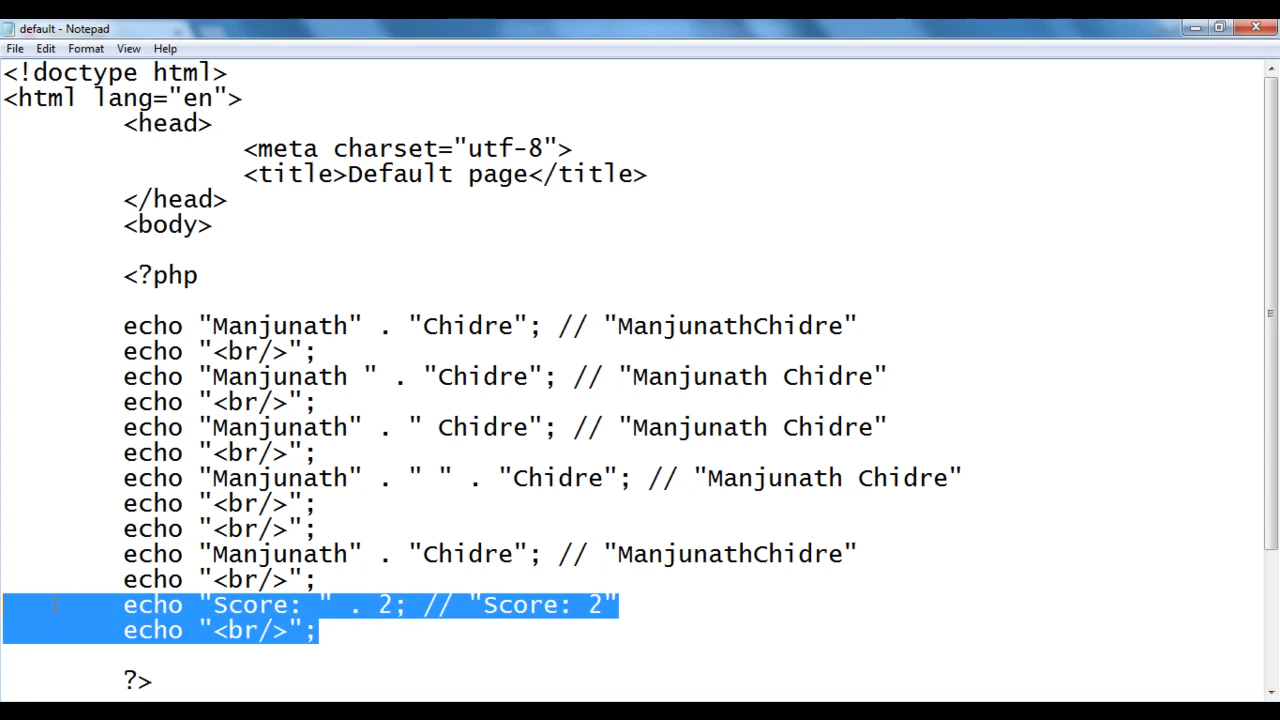 default - Notepad
File Edit Format View Help
<!doctype html>
<html lang="en">
<head>
<meta charset="utf-8">
<title>Default page</title>
</head>
<body>
<?php
echo "Manjunath" . "Chidre"; // "ManjunathChidre"
echo "<br/>";
echo "Manjunath " . "Chidre"; // "Manjunath Chidre"
echo "<br/>";
echo "Manjunath" . " Chidre"; // "Manjunath Chidre"
echo "<br/>";
echo "Manjunath" . " " . "Chidre"; // "Manjunath Chidre"
echo "<br/>";
echo "<br/>";
echo "Manjunath" . "Chidre"; // "ManjunathChidre"
echo "<br/>";
echo "Score: " . 2; // "Score: 2"
echo "<br/>";
?>